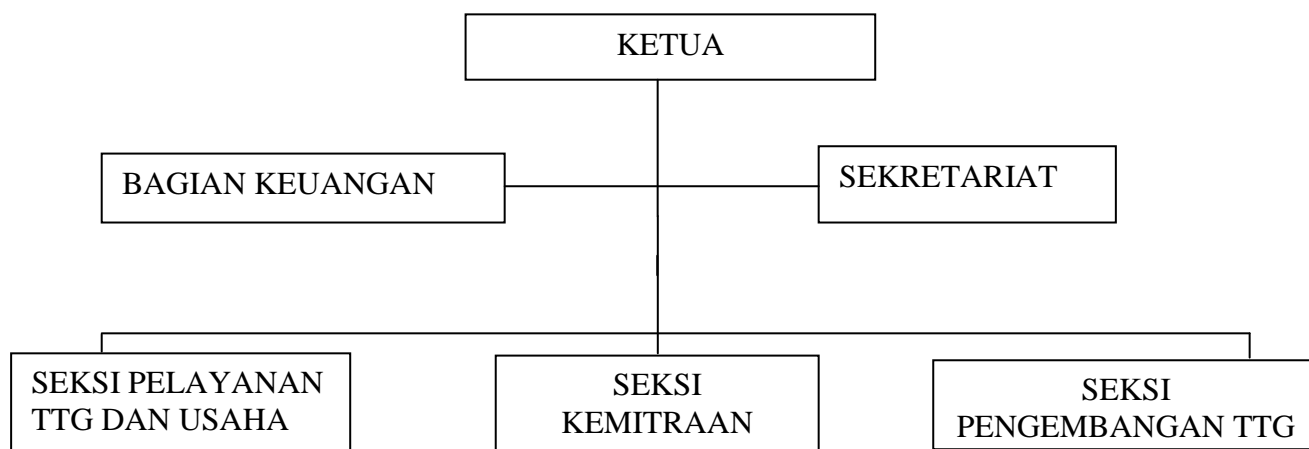 KETUA
BAGIAN KEUANGAN
SEKRETARIAT
SEKSI PELAYANAN
TTG DAN USAHA
SEKSI
KEMITRAAN
SEKSI
PENGEMBANGAN TTG